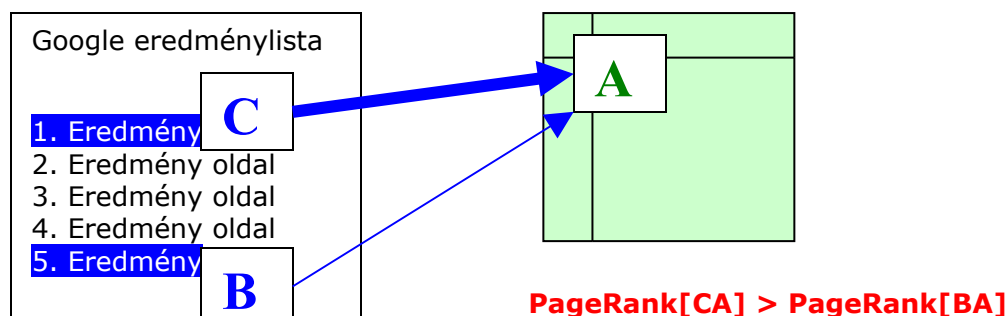 Google eredménylista
C
1. Eredmény
2. Eredmény oldal
3. Eredmény oldal
4. Eredmény oldal
5. Eredmény
B
A
PageRank[CA] > PageRank[BA]